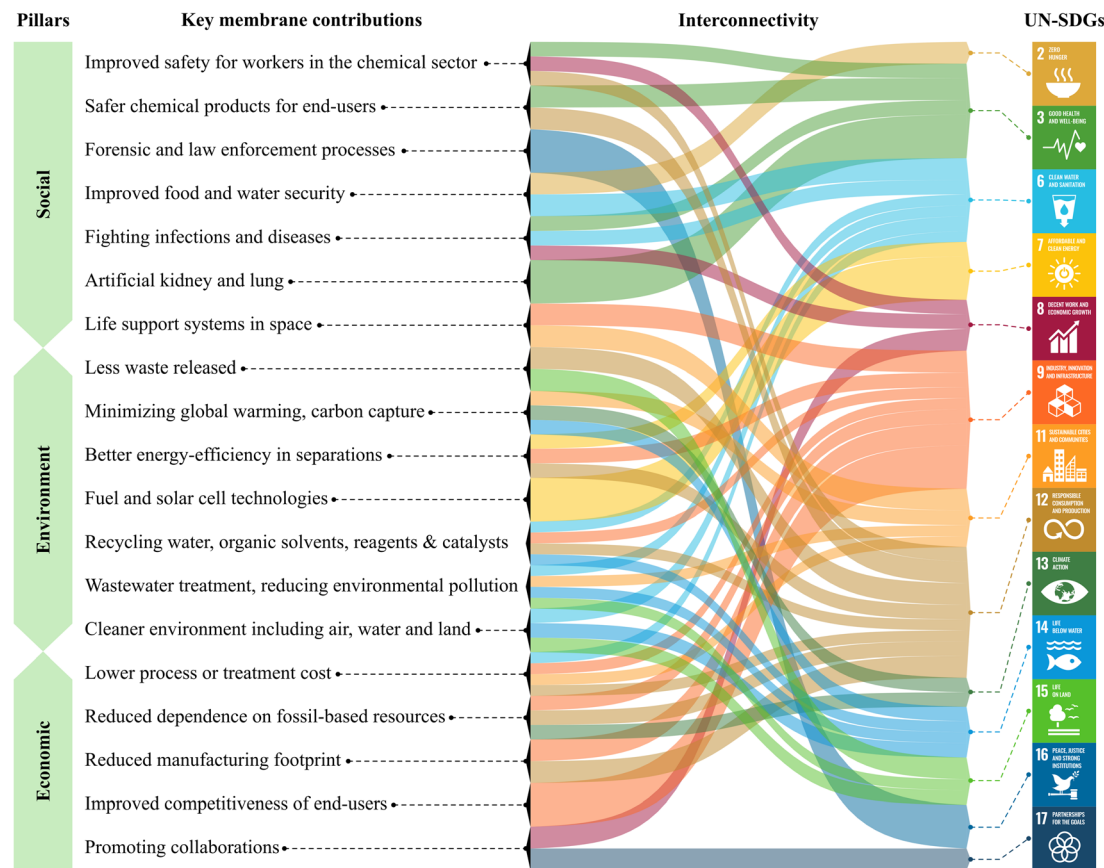 Pillars
Key membrane contributions
Interconnectivity
UN-SDGs
Social
Improved safety for workers in the chemical sector
Safer chemical products for end-users
Forensic and law enforcement processes
Improved food and water security
Fighting infections and diseases
Artificial kidney and lung
Life support systems in space
Environment
Less waste released
Minimizing global warming, carbon capture
Better energy-efficiency in separations
Fuel and solar cell technologies
Recycling water, organic solvents, reagents & catalysts
Wastewater treatment, reducing environmental pollution
Cleaner environment including air, water and land
Economic
Lower process or treatment cost
Reduced dependence on fossil-based resources
Reduced manufacturing footprint
Improved competitiveness of end-users
Promoting collaborations
2 ZERO
HUNGER
3 GOOD HEALTH
AND WELL-BEING
6 CLEAN WATER
AND SANITATION
7 AFFORDABLE AND
CLEAN ENERGY
8 DECENT WORK AND
ECONOMIC GROWTH
9 INDUSTRY, INNOVATION
AND INFRASTRUCTURE
11 SUSTAINABLE CITIES
AND COMMUNITIES
12 RESPONSIBLE
CONSUMPTION
AND PRODUCTION
13 CLIMATE
ACTION
14 LIFE
BELOW WATER
15 LIFE
ON LAND
16 PEACE, JUSTICE
AND STRONG
INSTITUTIONS
17 PARTNERSHIPS
FOR THE GOALS